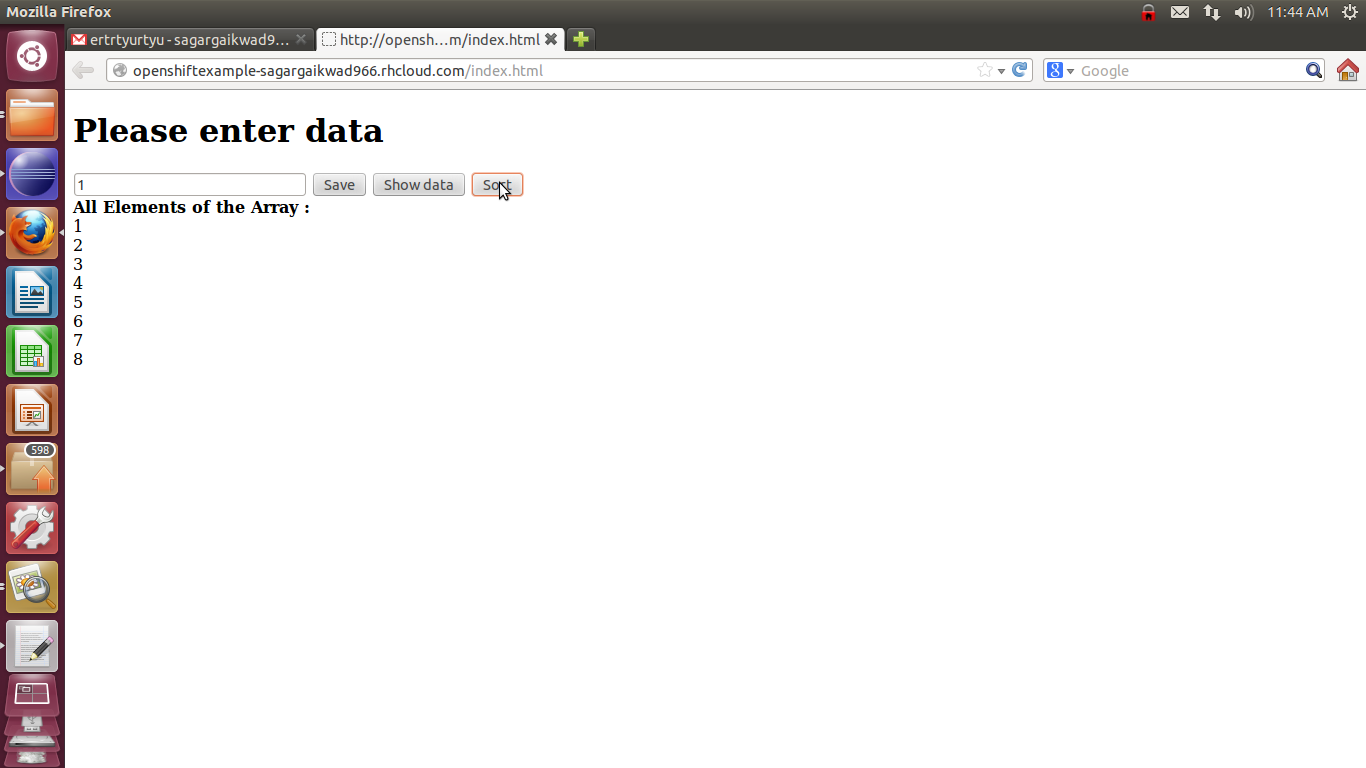 Mozilla Firefox
11:44 AM
ertrtyurtyu - sagargaikwad9...
http://opensh...m/index.html
openshiftexample-sagargaikwad966.rhcloud.com/index.html
8 Google
Please enter data
1 Save Show data Sort
All Elements of the Array :
1
2
3
4
5
6
7
8
598